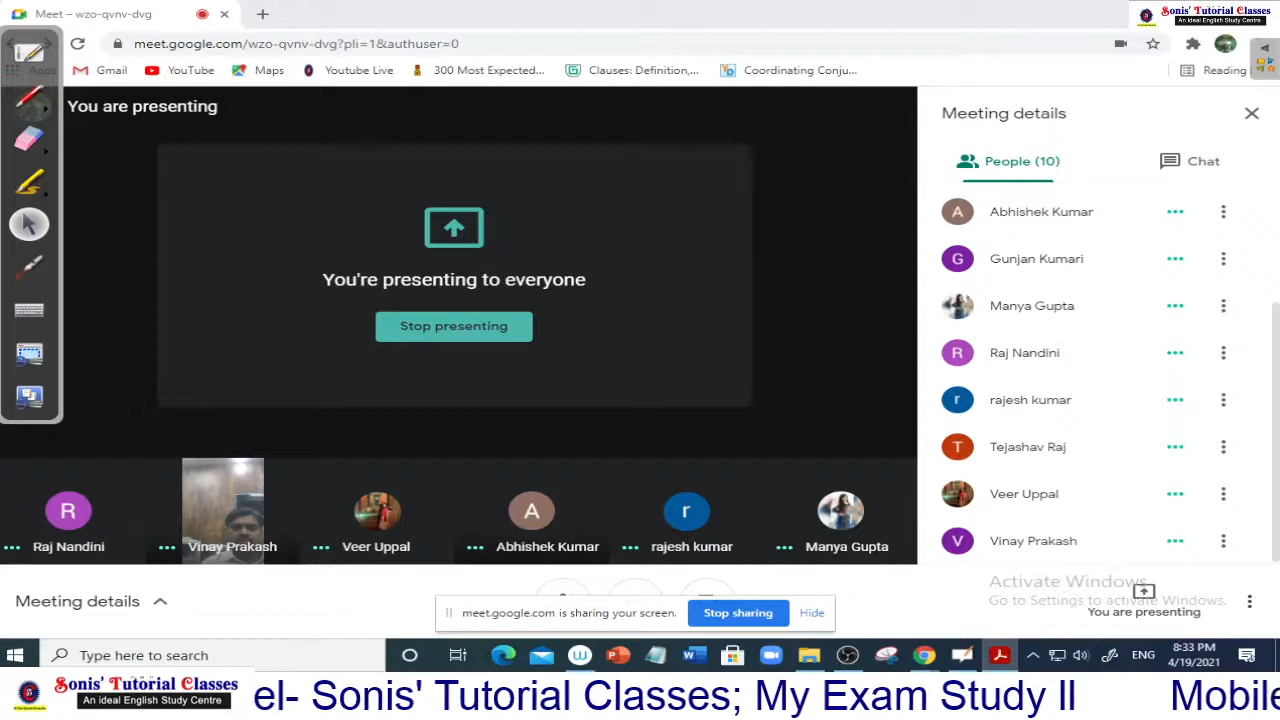 Meet – wzo-qvnv-dvg
Sonis' Tutorial Classes
An Ideal English Study Centre
meet.google.com/wzo-qvnv-dvg?pli=1&authuser=0
Apps
Gmail
YouTube
Maps
Youtube Live
300 Most Expected...
Clauses: Definition,...
Coordinating Conju...
Reading
You are presenting
You're presenting to everyone
Stop presenting
Meeting details
People (10)
Chat
A Abhishek Kumar
G Gunjan Kumari
Manya Gupta
R Raj Nandini
r rajesh kumar
T Tejashav Raj
Veer Uppal
V Vinay Prakash
R
A
r
Raj Nandini
Vinay Prakash
Veer Uppal
Abhishek Kumar
rajesh kumar
Manya Gupta
Activate Windows
Go to Settings to activate Windows.
You are presenting
Meeting details
meet.google.com is sharing your screen.
Stop sharing
Hide
Type here to search
ENG
8:33 PM
4/19/2021
Sonis' Tutorial Classes
An Ideal English Study Centre
el- Sonis' Tutorial Classes; My Exam Study II Mobile